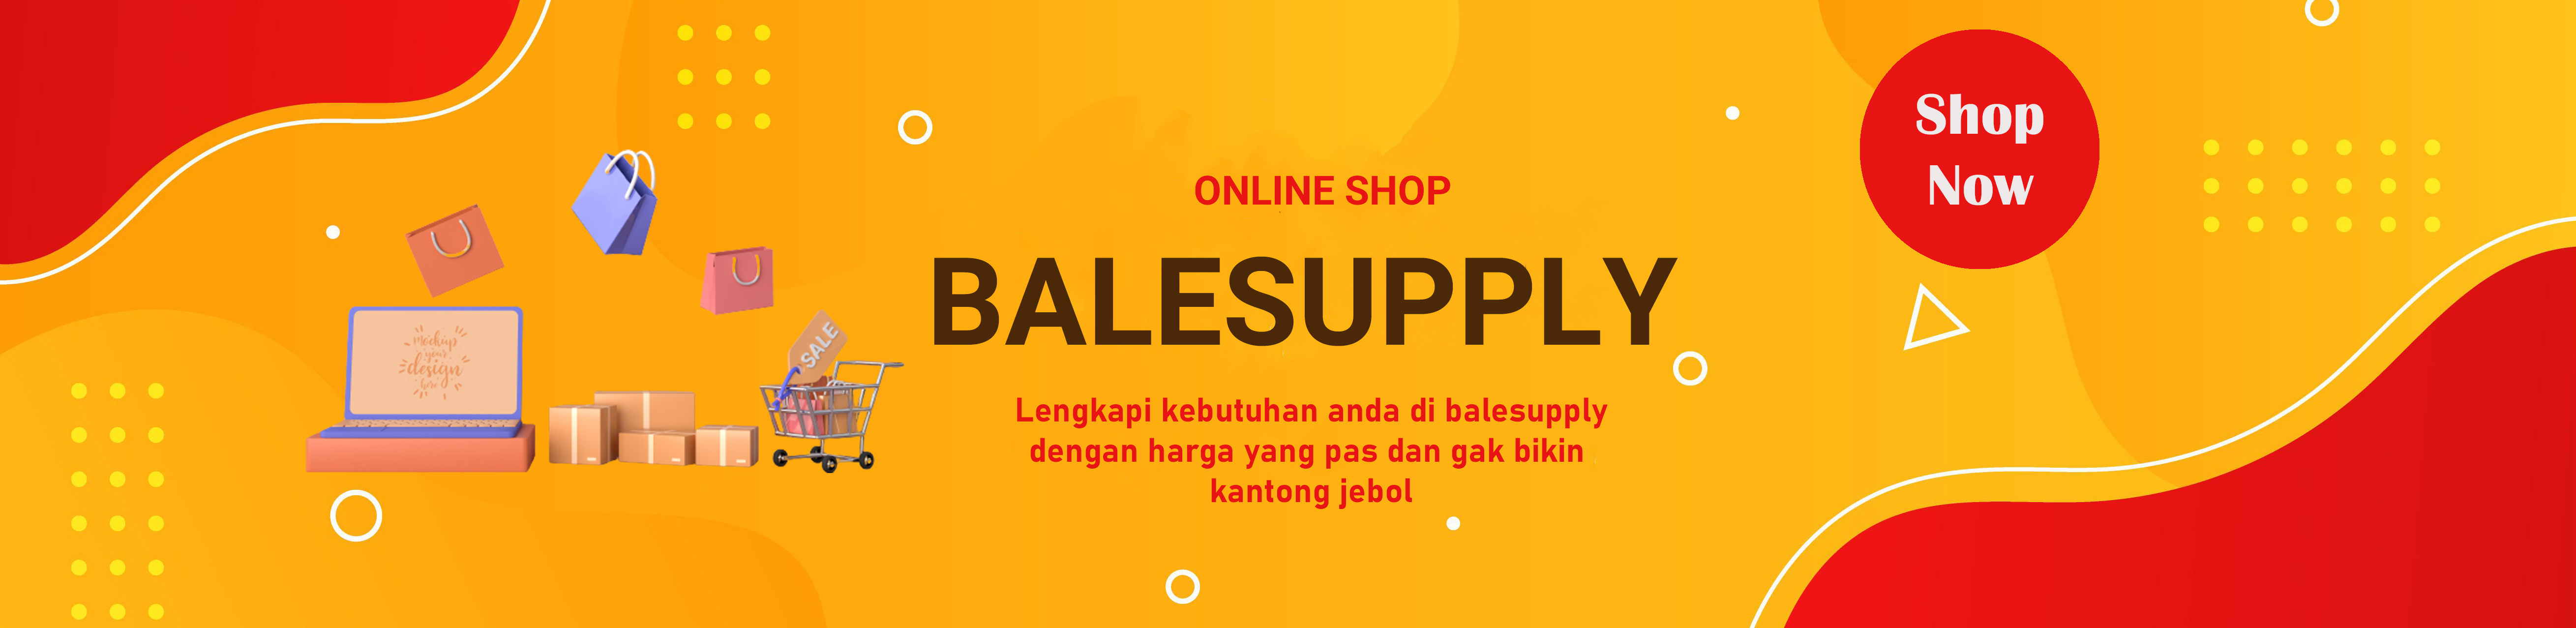 ONLINE SHOP
BALESUPPLY
Lengkapi kebutuhan anda di balesupply
dengan harga yang pas dan gak bikin
kantong jebol
Shop
Now
mockup
your
design
here
SALE